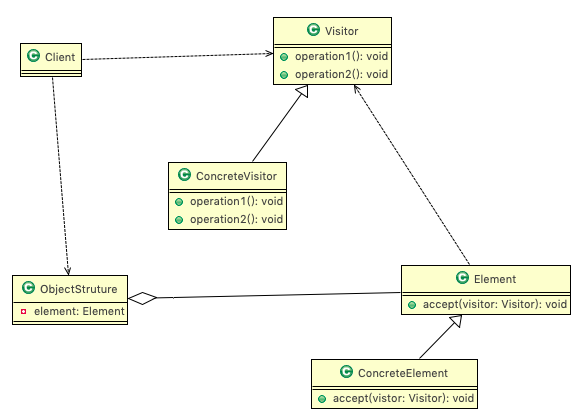 C Visitor
operation1(): void
operation2(): void
C Client
C ConcreteVisitor
operation1(): void
operation2(): void
C ObjectStruture
element: Element
C Element
accept(visitor: Visitor): void
C ConcreteElement
accept(vistor: Visitor): void